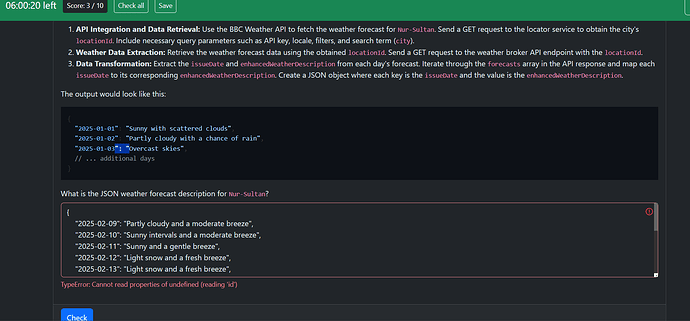 06:00:20 left
Score: 3 / 10
Check all
Save
1. API Integration and Data Retrieval: Use the BBC Weather API to fetch the weather forecast for Nur-Sultan. Send a GET request to the locator service to obtain the city's
locationId. Include necessary query parameters such as API key, locale, filters, and search term (city).
2. Weather Data Extraction: Retrieve the weather forecast data using the obtained locationId. Send a GET request to the weather broker API endpoint with the locationId.
3. Data Transformation: Extract the issueDate and enhancedWeatherDescription from each day's forecast. Iterate through the forecasts array in the API response and map each
issueDate to its corresponding enhancedWeatherDescription. Create a JSON object where each key is the issueDate and the value is the enhancedWeatherDescription.
The output would look like this:
{
"2025-01-01": "Sunny with scattered clouds",
"2025-01-02": "Partly cloudy with a chance of rain",
"2025-01-03": "Overcast skies",
// ... additional days
}
What is the JSON weather forecast description for Nur-Sultan?
{
"2025-02-09": "Partly cloudy and a moderate breeze",
"2025-02-10": "Sunny intervals and a moderate breeze",
"2025-02-11": "Sunny and a gentle breeze",
"2025-02-12": "Light snow and a fresh breeze",
"2025-02-13": "Light snow and a fresh breeze",
TypeError: Cannot read properties of undefined (reading 'id')
Check